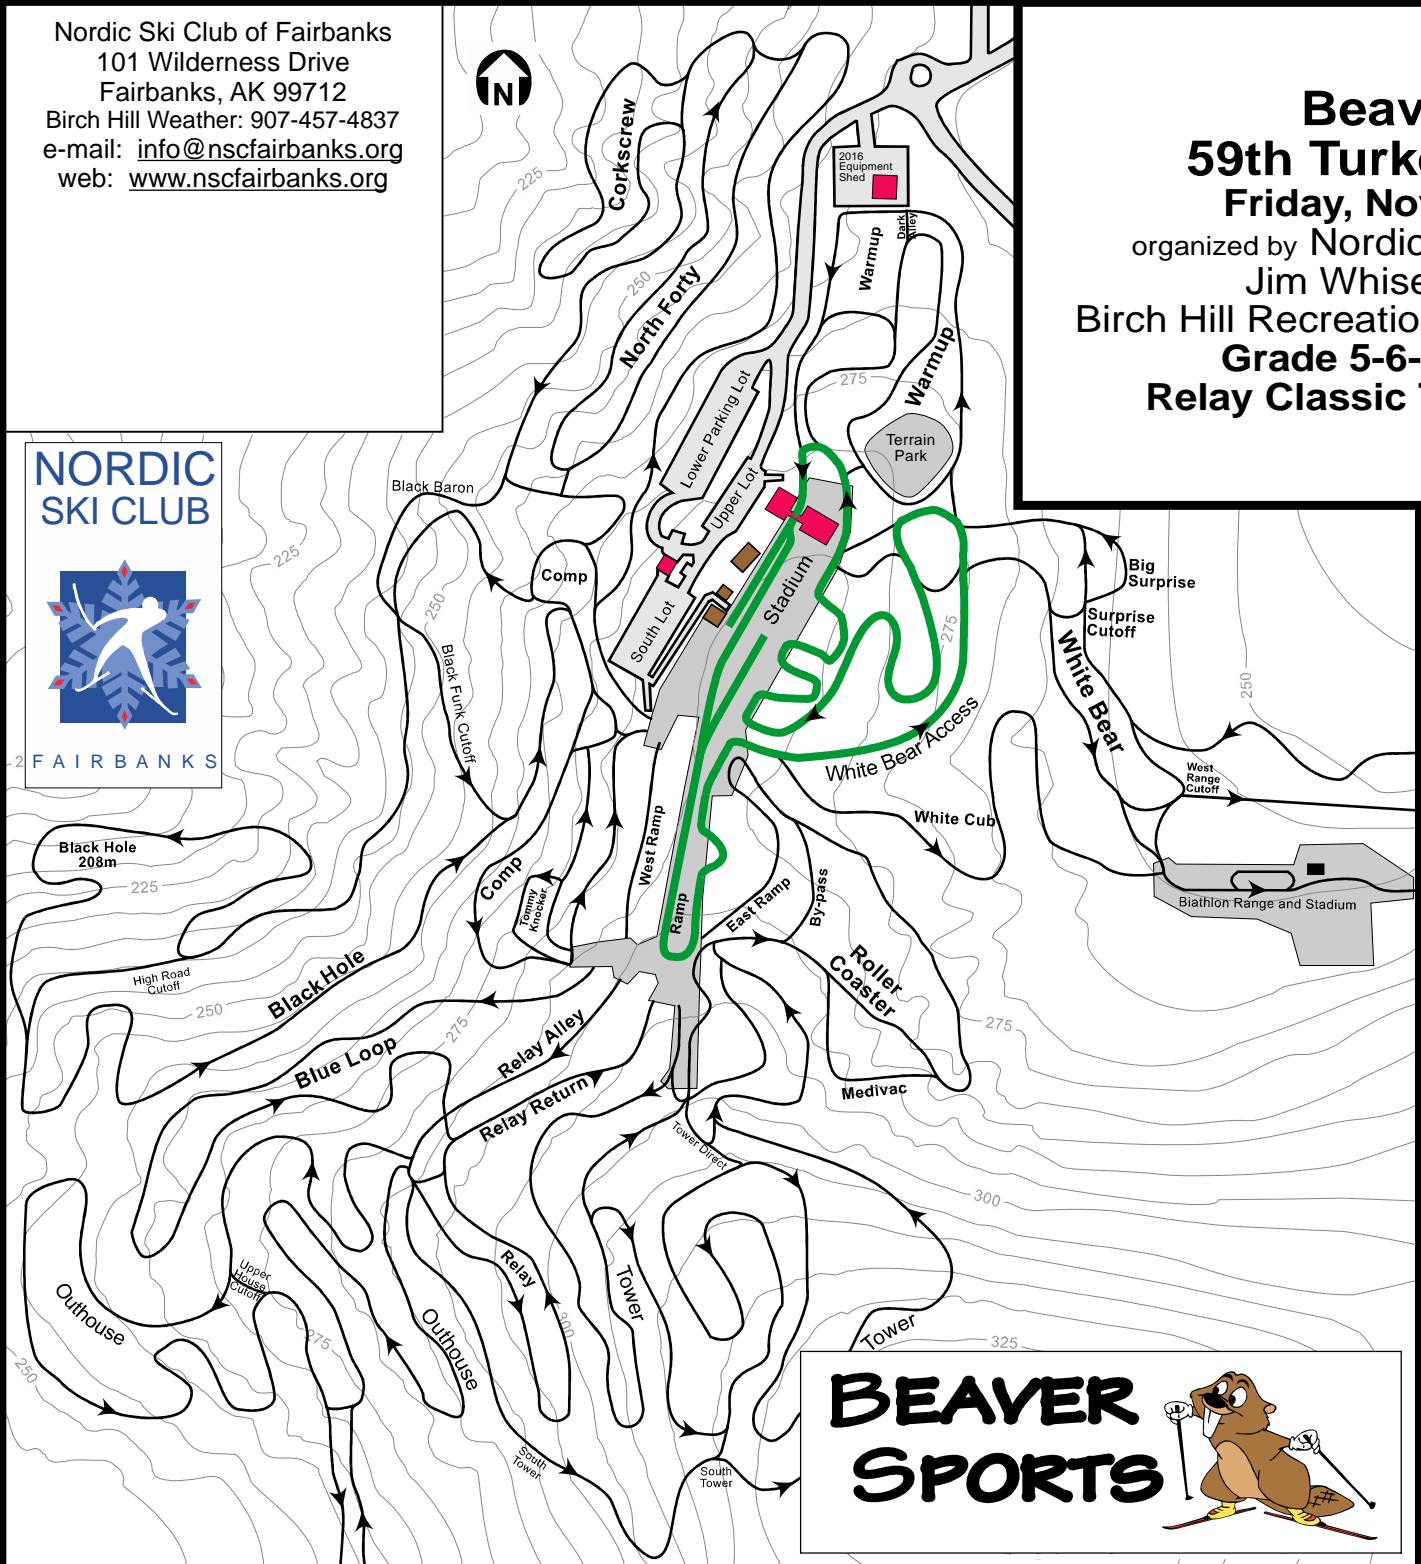 Nordic Ski Club of Fairbanks
101 Wilderness Drive
Fairbanks, AK 99712
Birch Hill Weather: 907-457-4837
e-mail: info@nscfairbanks.org
web: www.nscfairbanks.org
N
Beav
59th Turk
Friday, No
organized by Nordic
Jim Whise
Birch Hill Recreatio
Grade 5-6-
Relay Classic
NORDIC
SKI CLUB
FAIRBANKS
Corkscrew
225
250
North Forty
2016
Equipment
Shed
Dark
Alley
Warmup
Warmup
275
Terrain
Park
Lower Parking Lot
Upper Lot
South Lot
Stadium
Black Baron
225
250
Comp
Black Funk Cutoff
Big
Surprise
Surprise
Cutoff
275
White Bear
250
White Bear Access
West
Range
Cutoff
White Cub
Biathlon Range and Stadium
Black Hole
208m
225
Comp
Tommy
Knocker
West Ramp
Ramp
East Ramp
By-pass
Roller
Coaster
275
Medivac
High Road
Cutoff
250
Black Hole
275
Blue Loop
Relay Alley
Relay Return
Tower Direct
300
Upper
House
Cutoff
Outhouse
275
250
Outhouse
Relay
300
Tower
Tower
325
South
Tower
South
Tower
BEAVER
SPORTS